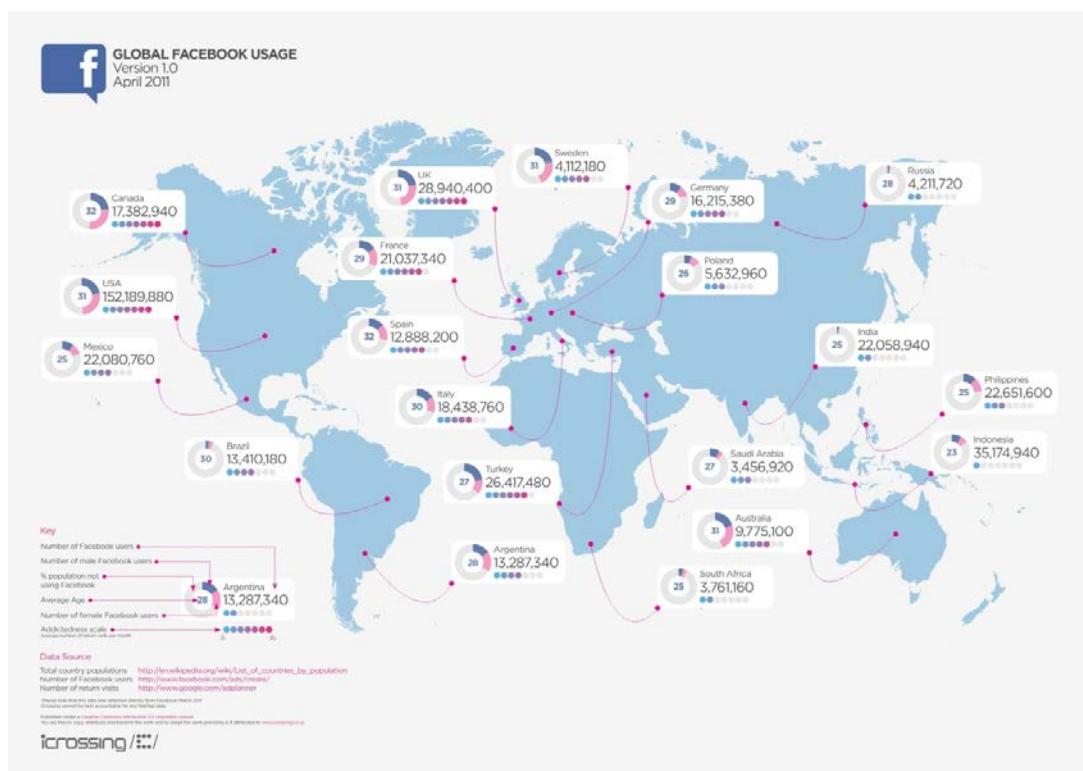 f
GLOBAL FACEBOOK USAGE
Version 1.0
April 2011
31
Sweden
4,112,180
31
UK
28,940,400
28
Russia
4,211,720
29
Germany
16,215,380
32
Canada
17,382,940
29
France
21,037,340
26
Poland
5,632,960
31
USA
152,189,880
32
Spain
12,888,200
25
India
22,058,940
25
Mexico
22,080,760
25
Philippines
22,651,600
30
Italy
18,438,760
30
Brazil
13,410,180
23
Indonesia
35,174,940
27
Saudi Arabia
3,456,920
27
Turkey
26,417,480
31
Australia
9,775,100
28
Argentina
13,287,340
25
South Africa
3,761,160
Key
Number of Facebook users
Number of male Facebook users
% population not
using Facebook
Average Age
Number of female Facebook users
Addictedness scale
Average number of return visits per month
28
Argentina
13,287,340
Data Source
Total country populations http://en.wikipedia.org/wiki/List_of_countries_by_population
Number of Facebook users http://www.facebook.com/ads/create/
Number of return visits http://www.google.com/adplanner
icrossing